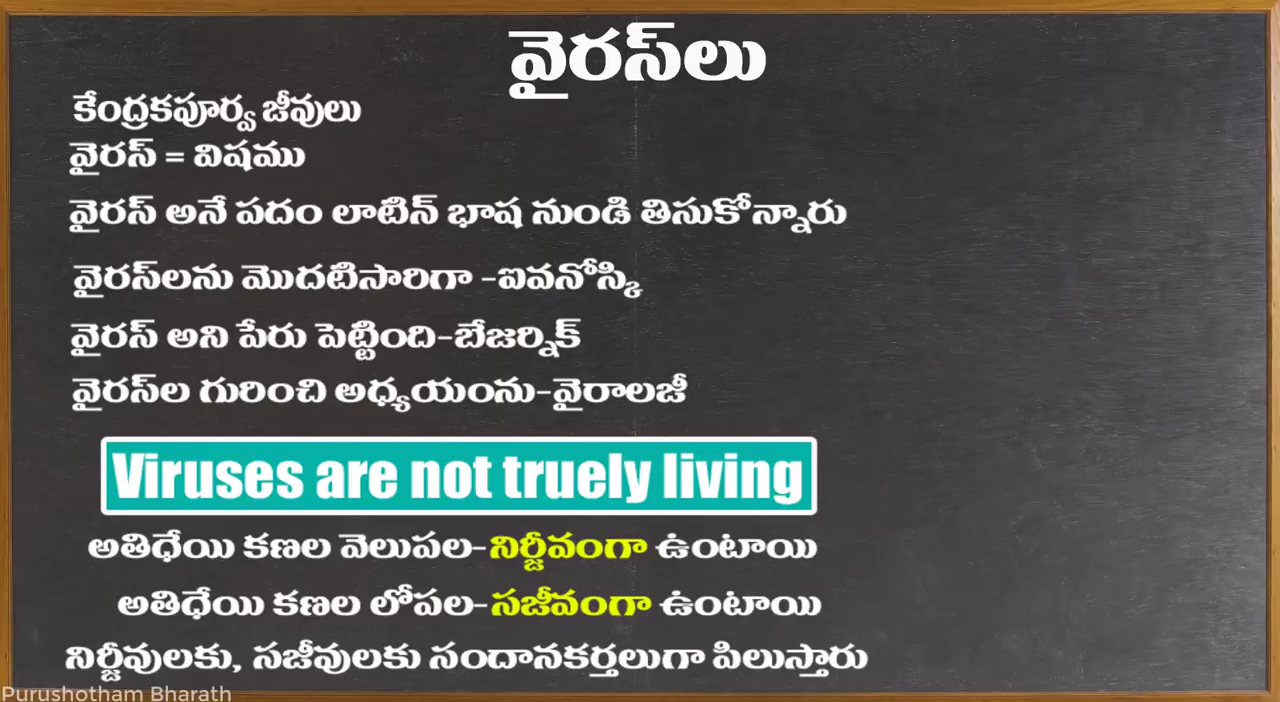 వైరస్‌లు
కేంద్రకపూర్వ జీవులు
వైరస్ = విషము
వైరస్ అనే పదం లాటిన్ భాష నుండి తిసుకోన్నారు
వైరస్‌లను మొదటిసారిగా -ఐవనోస్కి
వైరస్ అని పేరు పెట్టింది-బేజర్నిక్
వైరస్‌ల గురించి అధ్యయంను-వైరాలజీ
Viruses are not truely living
అతిధేయి కణల వెలుపల-నిర్జీవంగా ఉంటాయి
అతిధేయి కణల లోపల-సజీవంగా ఉంటాయి
నిర్జీవులకు, సజీవులకు సందానకర్తలుగా పిలుస్తారు
Purushotham Bharath